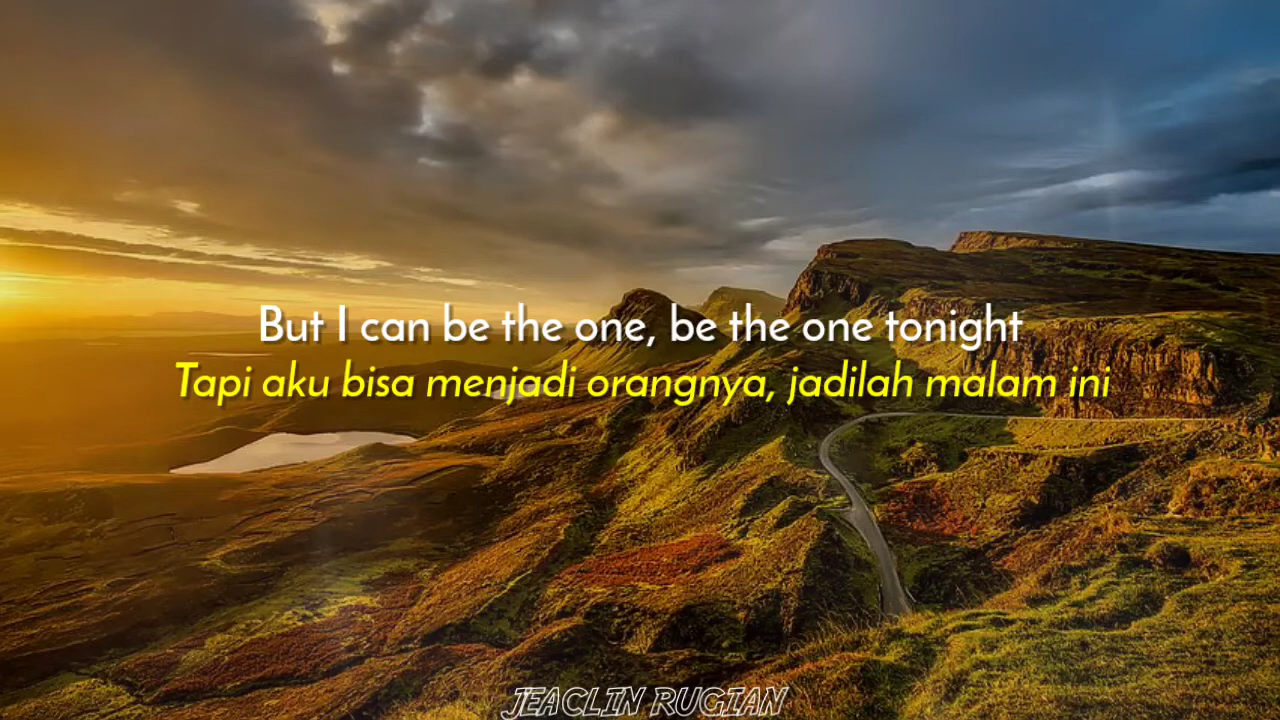 But I can be the one, be the one tonight
Tapi aku bisa menjadi orangnya, jadilah malam ini
JEACLIN RUGIAN